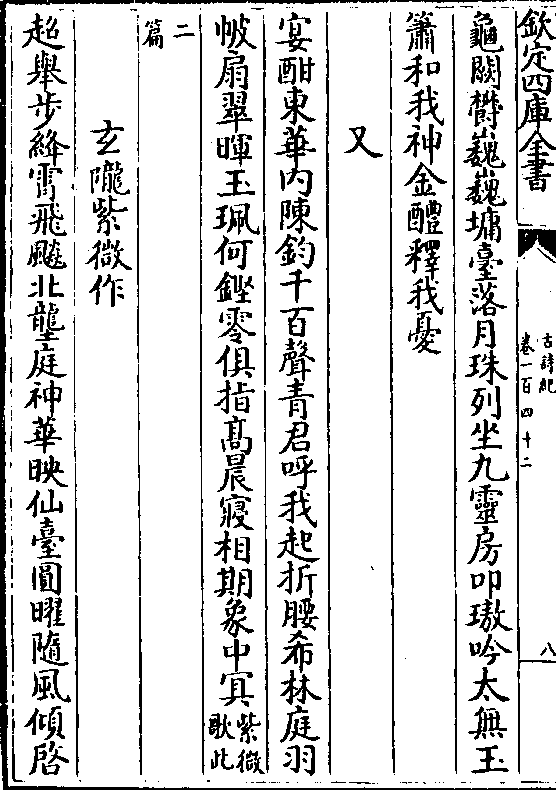 欽定四庫全書
古詩紀
卷一百四十二
八
龜闕欝巍巍墉臺落月珠列坐九靈房叩璈吟太無玉
簫和我神金醴釋我憂
又
宴酣東華内陳鈞千百聲青君呼我起折腰希林庭羽
帔扇翠暉玉珮何鏗零俱指髙晨寢相期象中㝠紫微
歌此
二
篇
玄隴紫微作
超舉步絳霄飛飈北壟庭神華映仙臺圓曜隨風傾啓